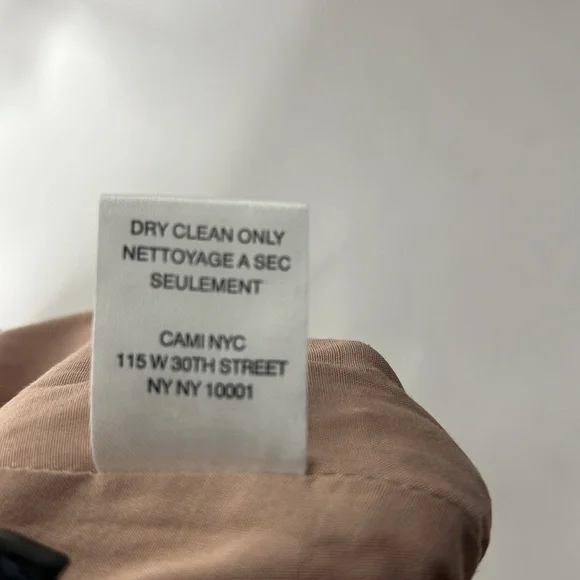 DRY CLEAN ONLY
NETTOYAGE A SEC
SEULEMENT
CAMI NYC
115 W 30TH STREET
NY NY 10001